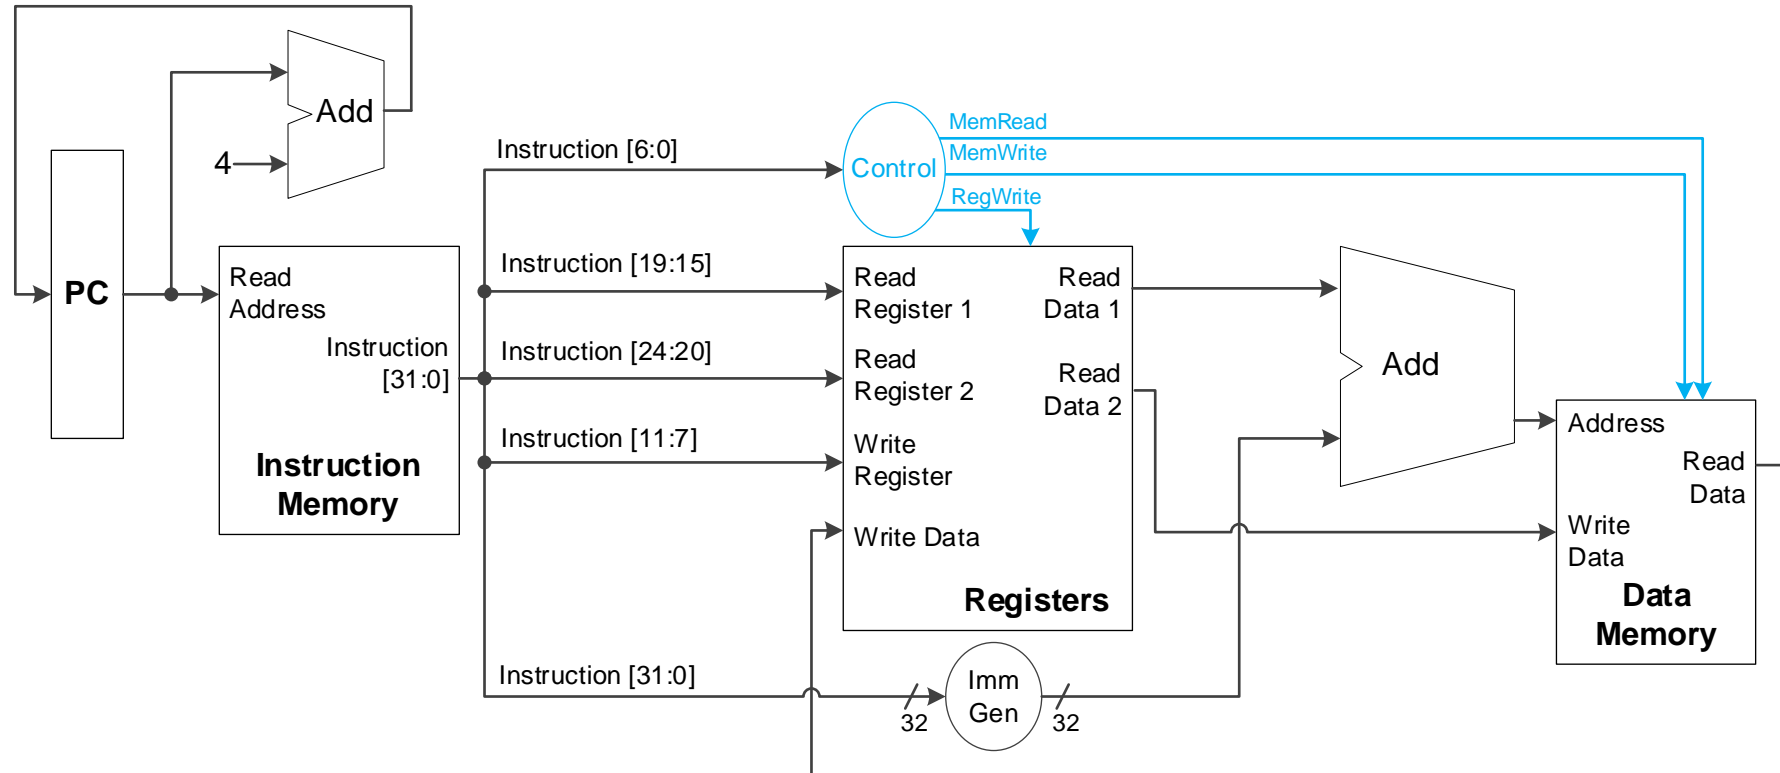 Add
4
PC
Read
Address
Instruction
[31:0]
Instruction
Memory
Instruction [6:0]
Instruction [19:15]
Instruction [24:20]
Instruction [11:7]
Instruction [31:0]
32
Control
MemRead
MemWrite
RegWrite
Read
Register 1
Read
Register 2
Write
Register
Write Data
Read
Data 1
Read
Data 2
Registers
Imm
Gen
32
Add
Address
Read
Data
Write
Data
Data
Memory